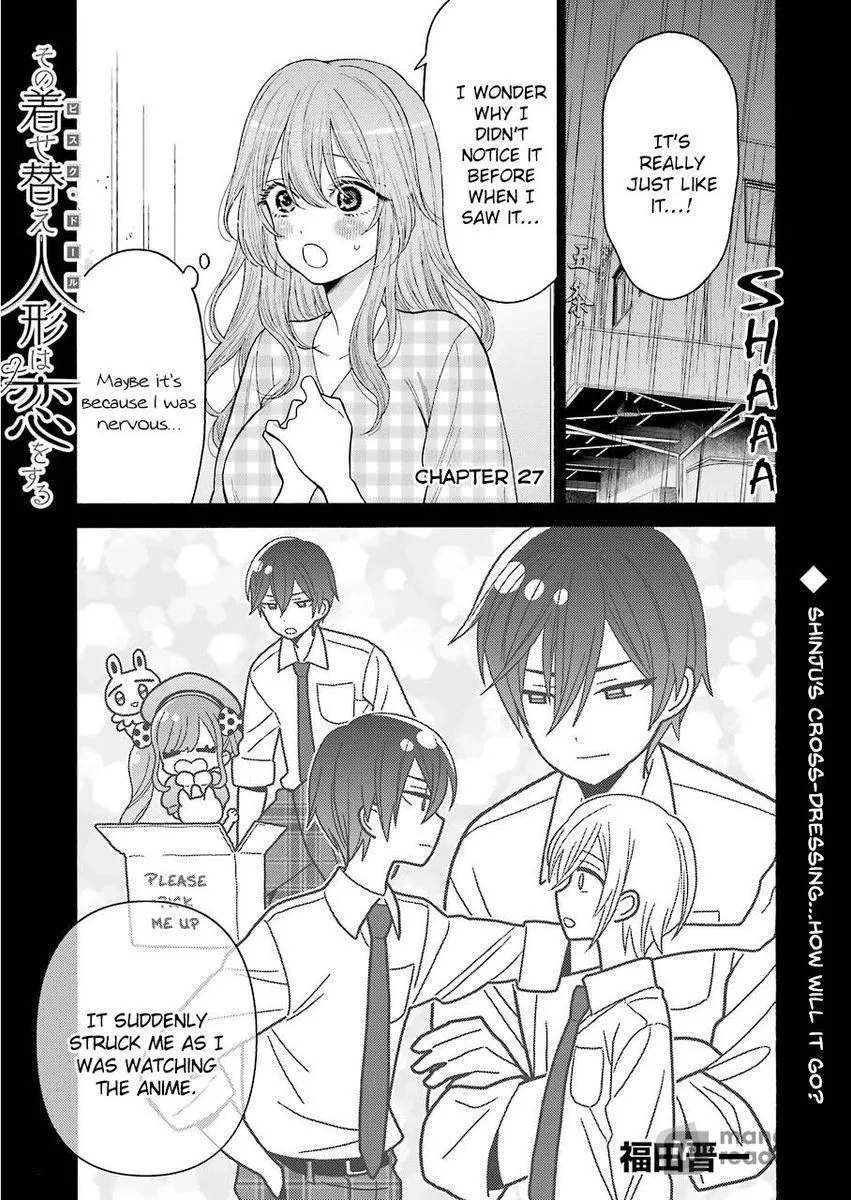 IT'S
REALLY
JUST LIKE
IT...!
五条
SHAAA
I WONDER
WHY I
DIDN'T
NOTICE IT
BEFORE
WHEN I
SAW IT...
Maybe it's
because I was
nervous...
CHAPTER 27
その着せ替え人形は恋をする
ビスク・ドール
◆ SHINJU'S CROSS-DRESSING...HOW WILL IT GO?
PLEASE
PICK
ME UP
IT SUDDENLY
STRUCK ME AS I
WAS WATCHING
THE ANIME.
福田晋一